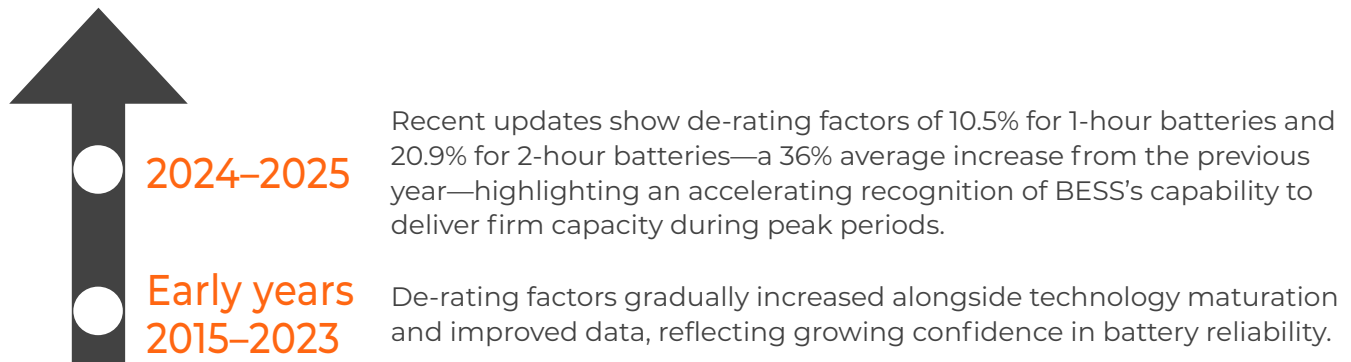 2024–2025
Recent updates show de-rating factors of 10.5% for 1-hour batteries and
20.9% for 2-hour batteries—a 36% average increase from the previous
year—highlighting an accelerating recognition of BESS’s capability to
deliver firm capacity during peak periods.
Early years
2015–2023
De-rating factors gradually increased alongside technology maturation
and improved data, reflecting growing confidence in battery reliability.